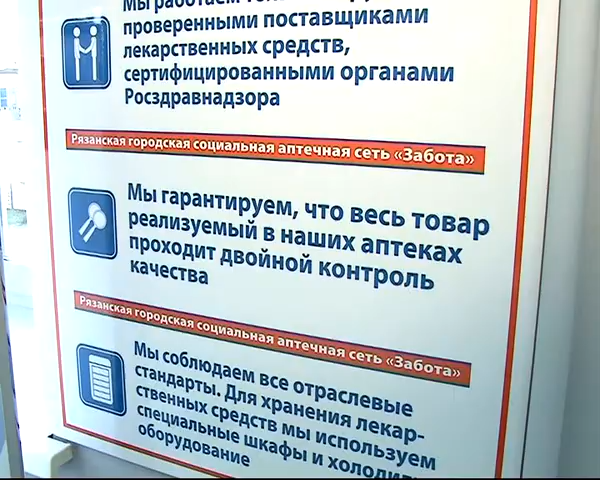 Мы работаем
проверенными поставщиками
лекарственных средств,
сертифицированными органами
Росздравнадзора
Рязанская городская социальная аптечная сеть «Забота»
Мы гарантируем, что весь товар
реализуемый в наших аптеках
проходит двойной контроль
качества
Рязанская городская социальная аптечная сеть «Забота»
Мы соблюдаем все отраслевые
стандарты. Для хранения лекар-
ственных средств мы используем
специальные шкафы и
оборудование